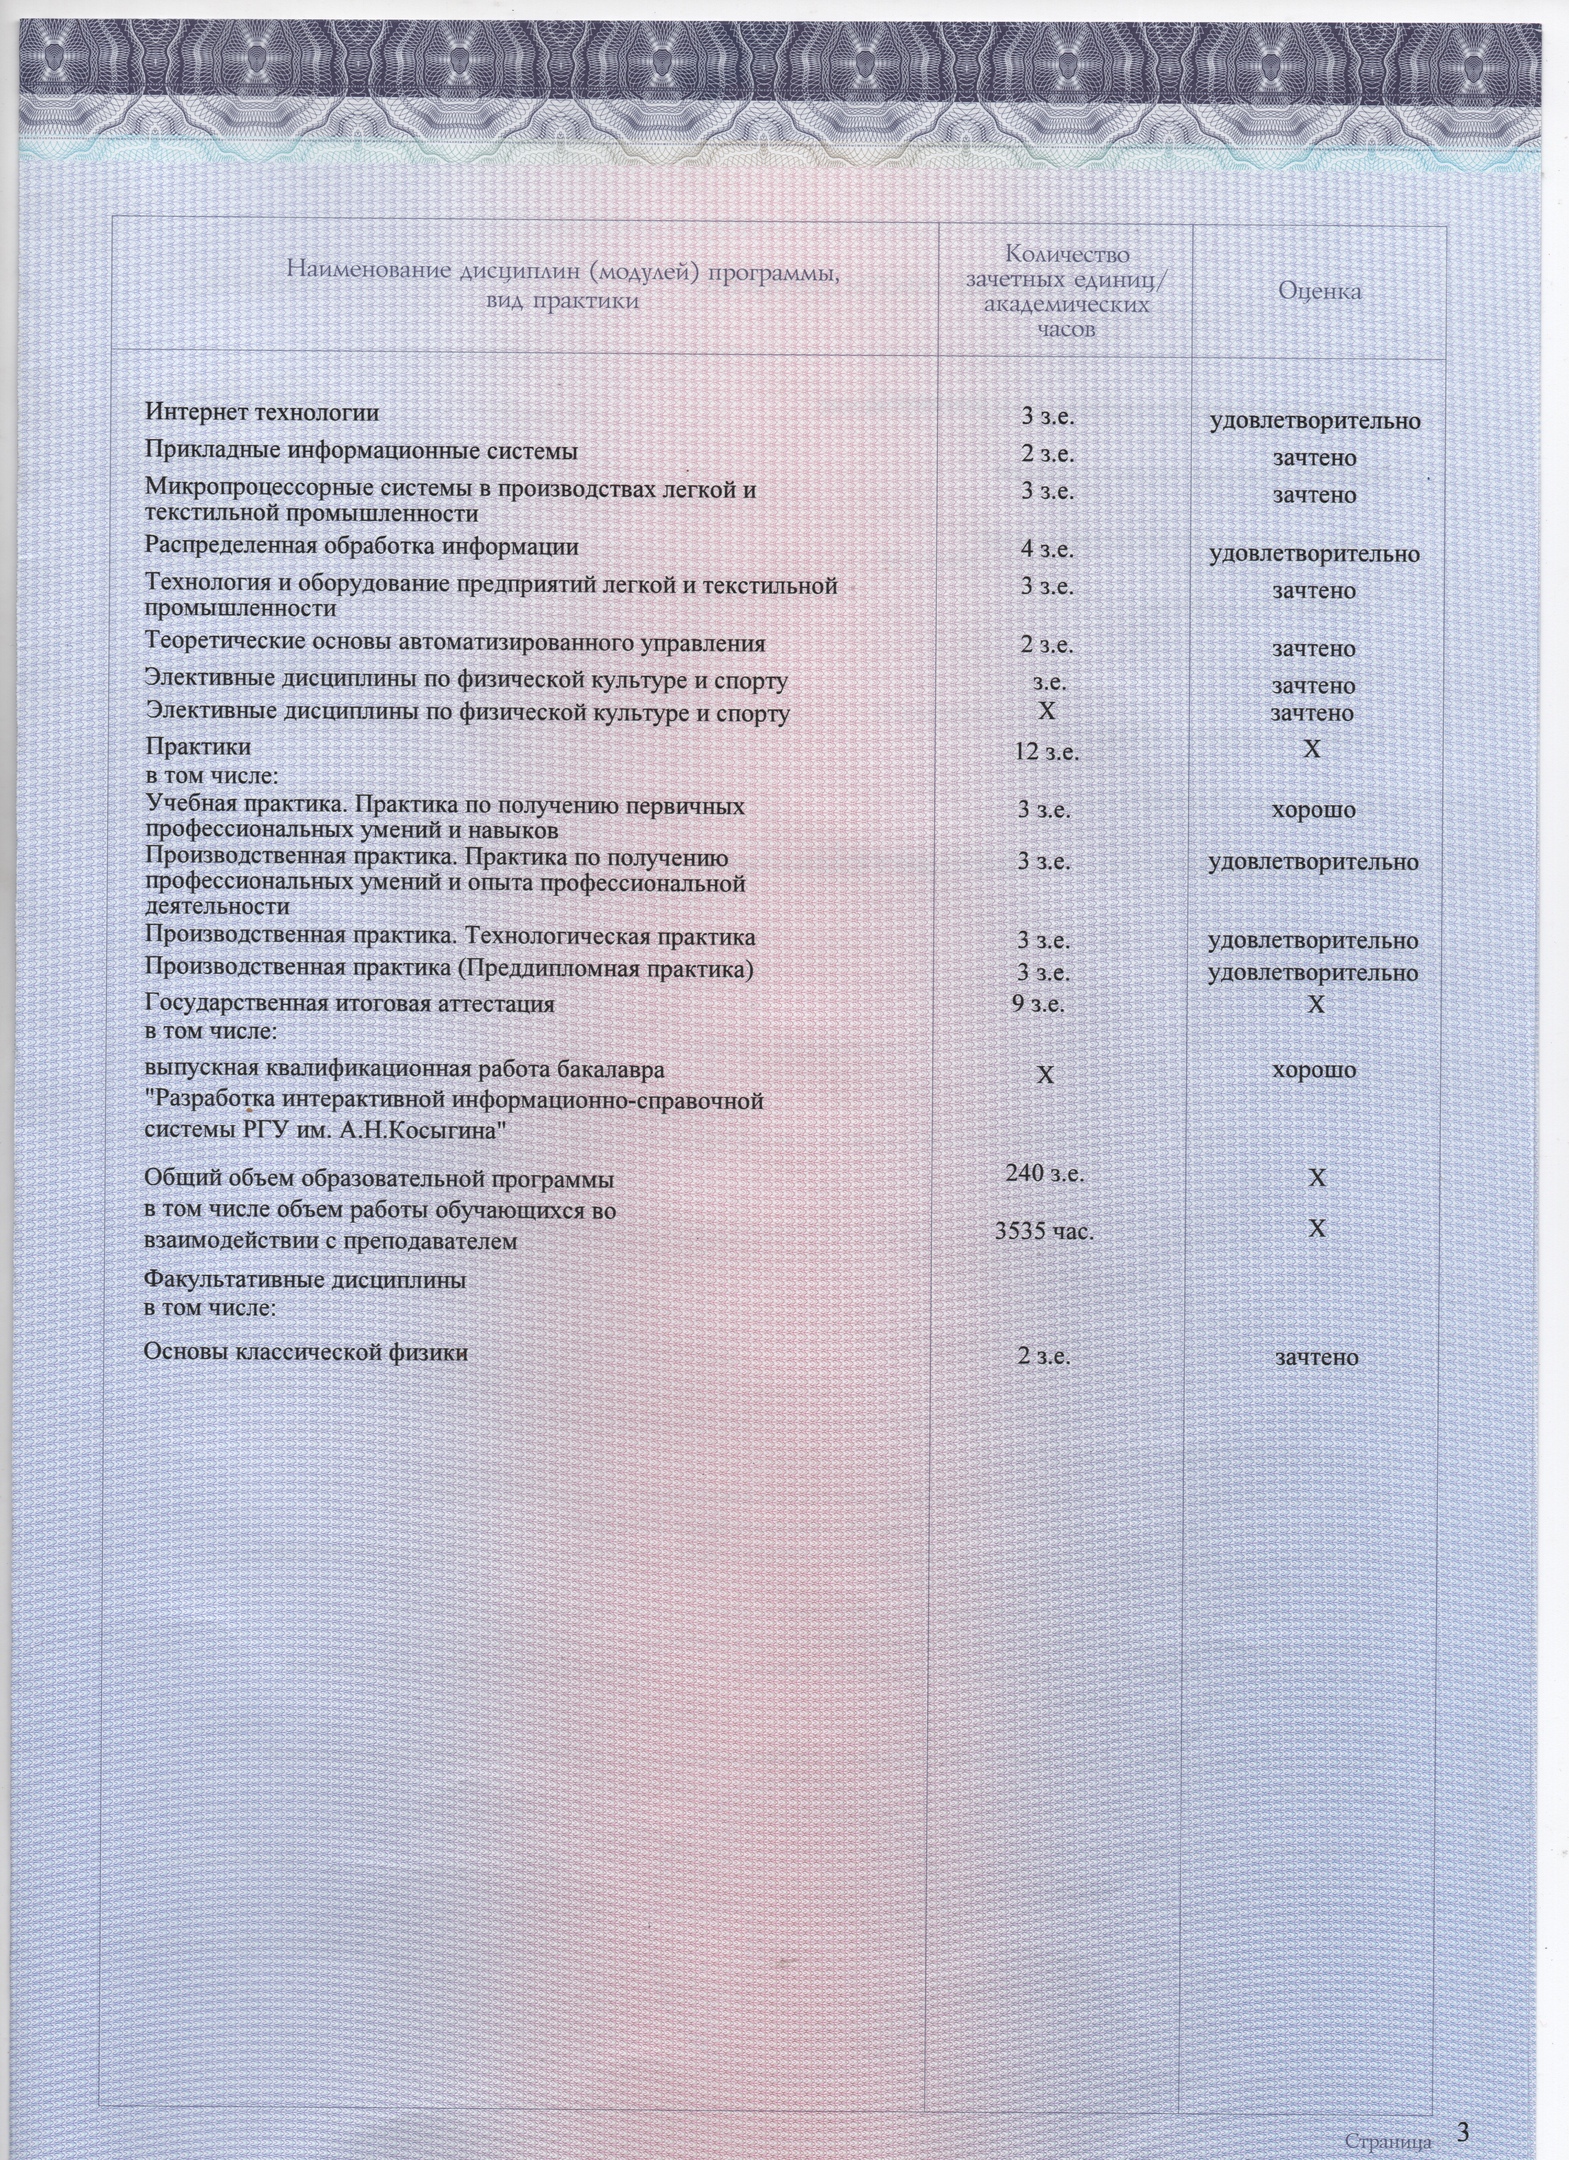 Наименование дисциплин (модулей) программы,
вид практики
Количество
зачетных единиц/
академических
часов
Оценка
Интернет технологии 3 з.е. удовлетворительно
Прикладные информационные системы 2 з.е. зачтено
Микропроцессорные системы в производствах легкой и 3 з.е. зачтено
текстильной промышленности
Распределенная обработка информации 4 з.е. удовлетворительно
Технология и оборудование предприятий легкой и текстильной 3 з.е. зачтено
промышленности
Теоретические основы автоматизированного управления 2 з.е. зачтено
Элективные дисциплины по физической культуре и спорту з.е. зачтено
Элективные дисциплины по физической культуре и спорту X зачтено
Практики 12 з.е. X
в том числе:
Учебная практика. Практика по получению первичных 3 з.е. хорошо
профессиональных умений и навыков
Производственная практика. Практика по получению 3 з.е. удовлетворительно
профессиональных умений и опыта профессиональной
деятельности
Производственная практика. Технологическая практика 3 з.е. удовлетворительно
Производственная практика (Преддипломная практика) 3 з.е. удовлетворительно
Государственная итоговая аттестация 9 з.е. X
в том числе:
выпускная квалификационная работа бакалавра X хорошо
"Разработка интерактивной информационно-справочной
системы РГУ им. А.Н.Косыгина"
Общий объем образовательной программы 240 з.е. X
в том числе объем работы обучающихся во
взаимодействии с преподавателем 3535 час. X
Факультативные дисциплины
в том числе:
Основы классической физики 2 з.е. зачтено
Страница 3